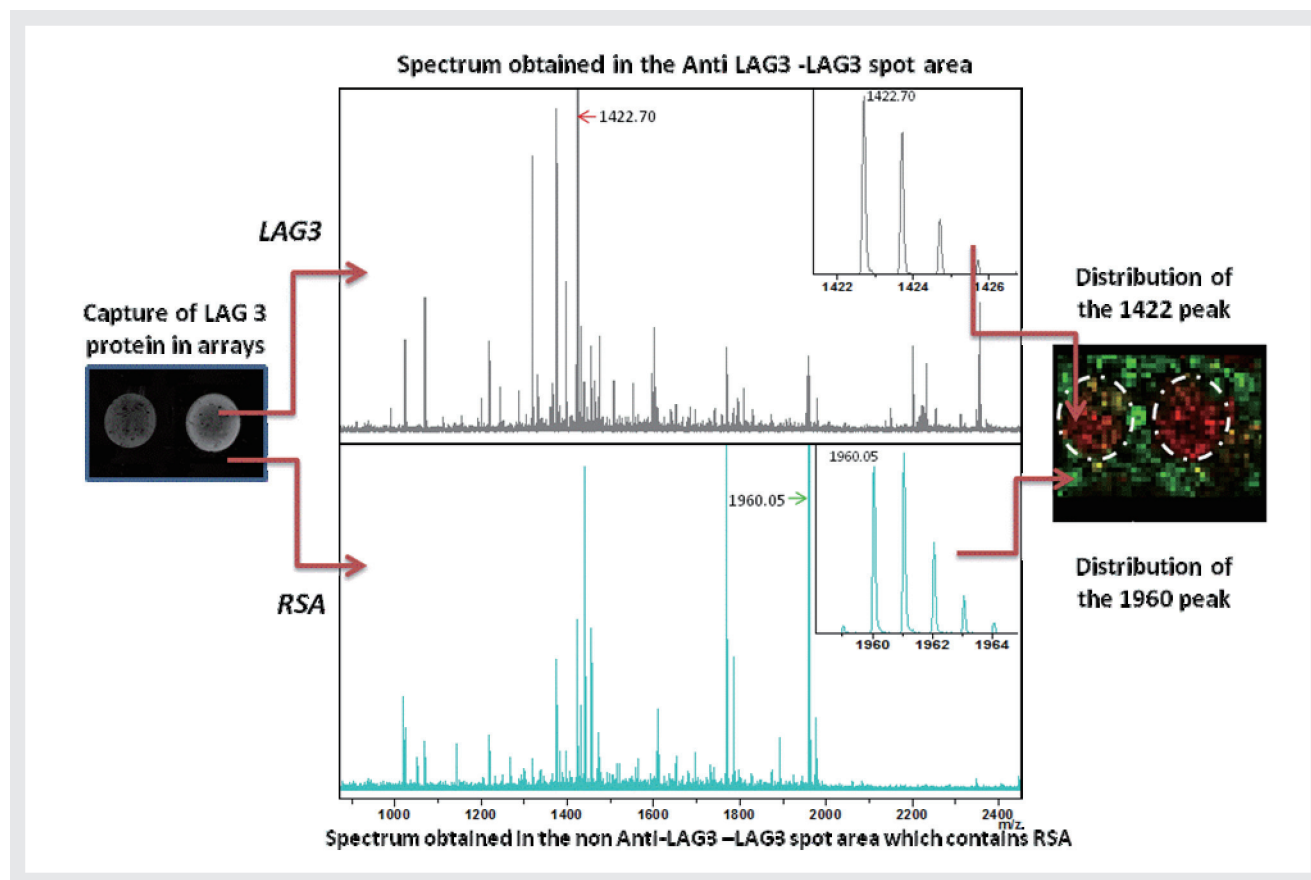 Spectrum obtained in the Anti LAG3 -LAG3 spot area
1422.70
1422.70
1422 1424 1426
LAG3
Capture of LAG 3
protein in arrays
Distribution of
the 1422 peak
1960.05
1960.05
1960 1962 1964
RSA
Distribution of
the 1960 peak
1000 1200 1400 1600 1800 2000 2200 2400
m/z.
Spectrum obtained in the non Anti-LAG3 –LAG3 spot area which contains RSA